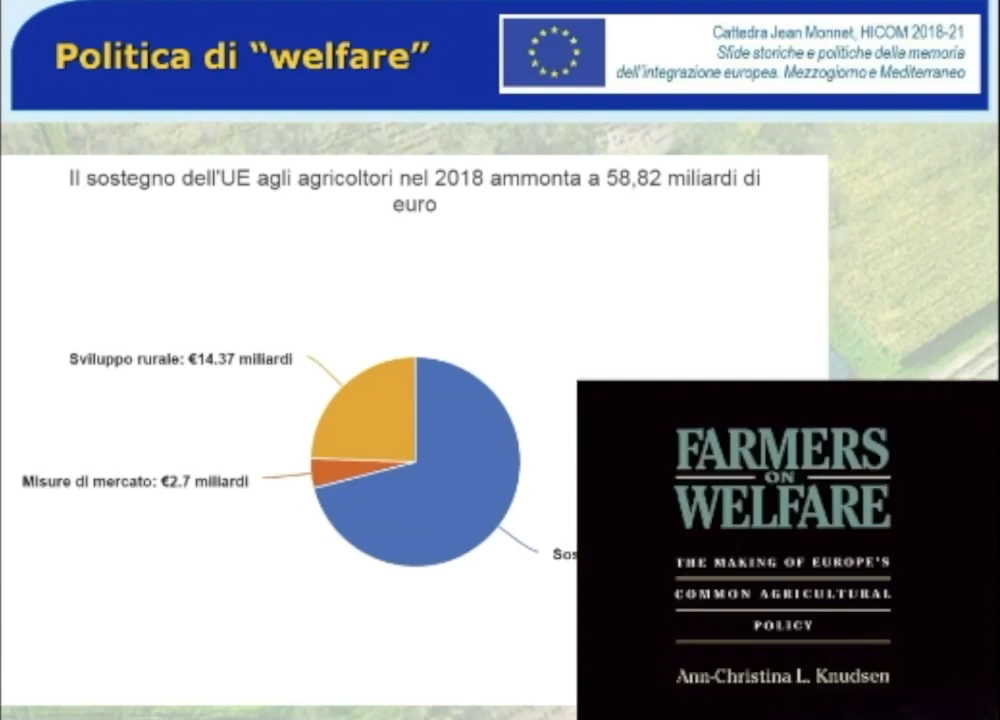 Politica di “welfare”
Cattedra Jean Monnet, HICOM 2018-21
Sfide storiche e politiche della memoria
dell'integrazione europea. Mezzogiorno e Mediterraneo
Il sostegno dell'UE agli agricoltori nel 2018 ammonta a 58,82 miliardi di
euro
Sviluppo rurale: €14.37 miliardi
Misure di mercato: €2.7 miliardi
FARMERS
ON
WELFARE
THE MAKING OF EUROPE'S
COMMON AGRICULTURAL
POLICY
Ann-Christina L. Knudsen